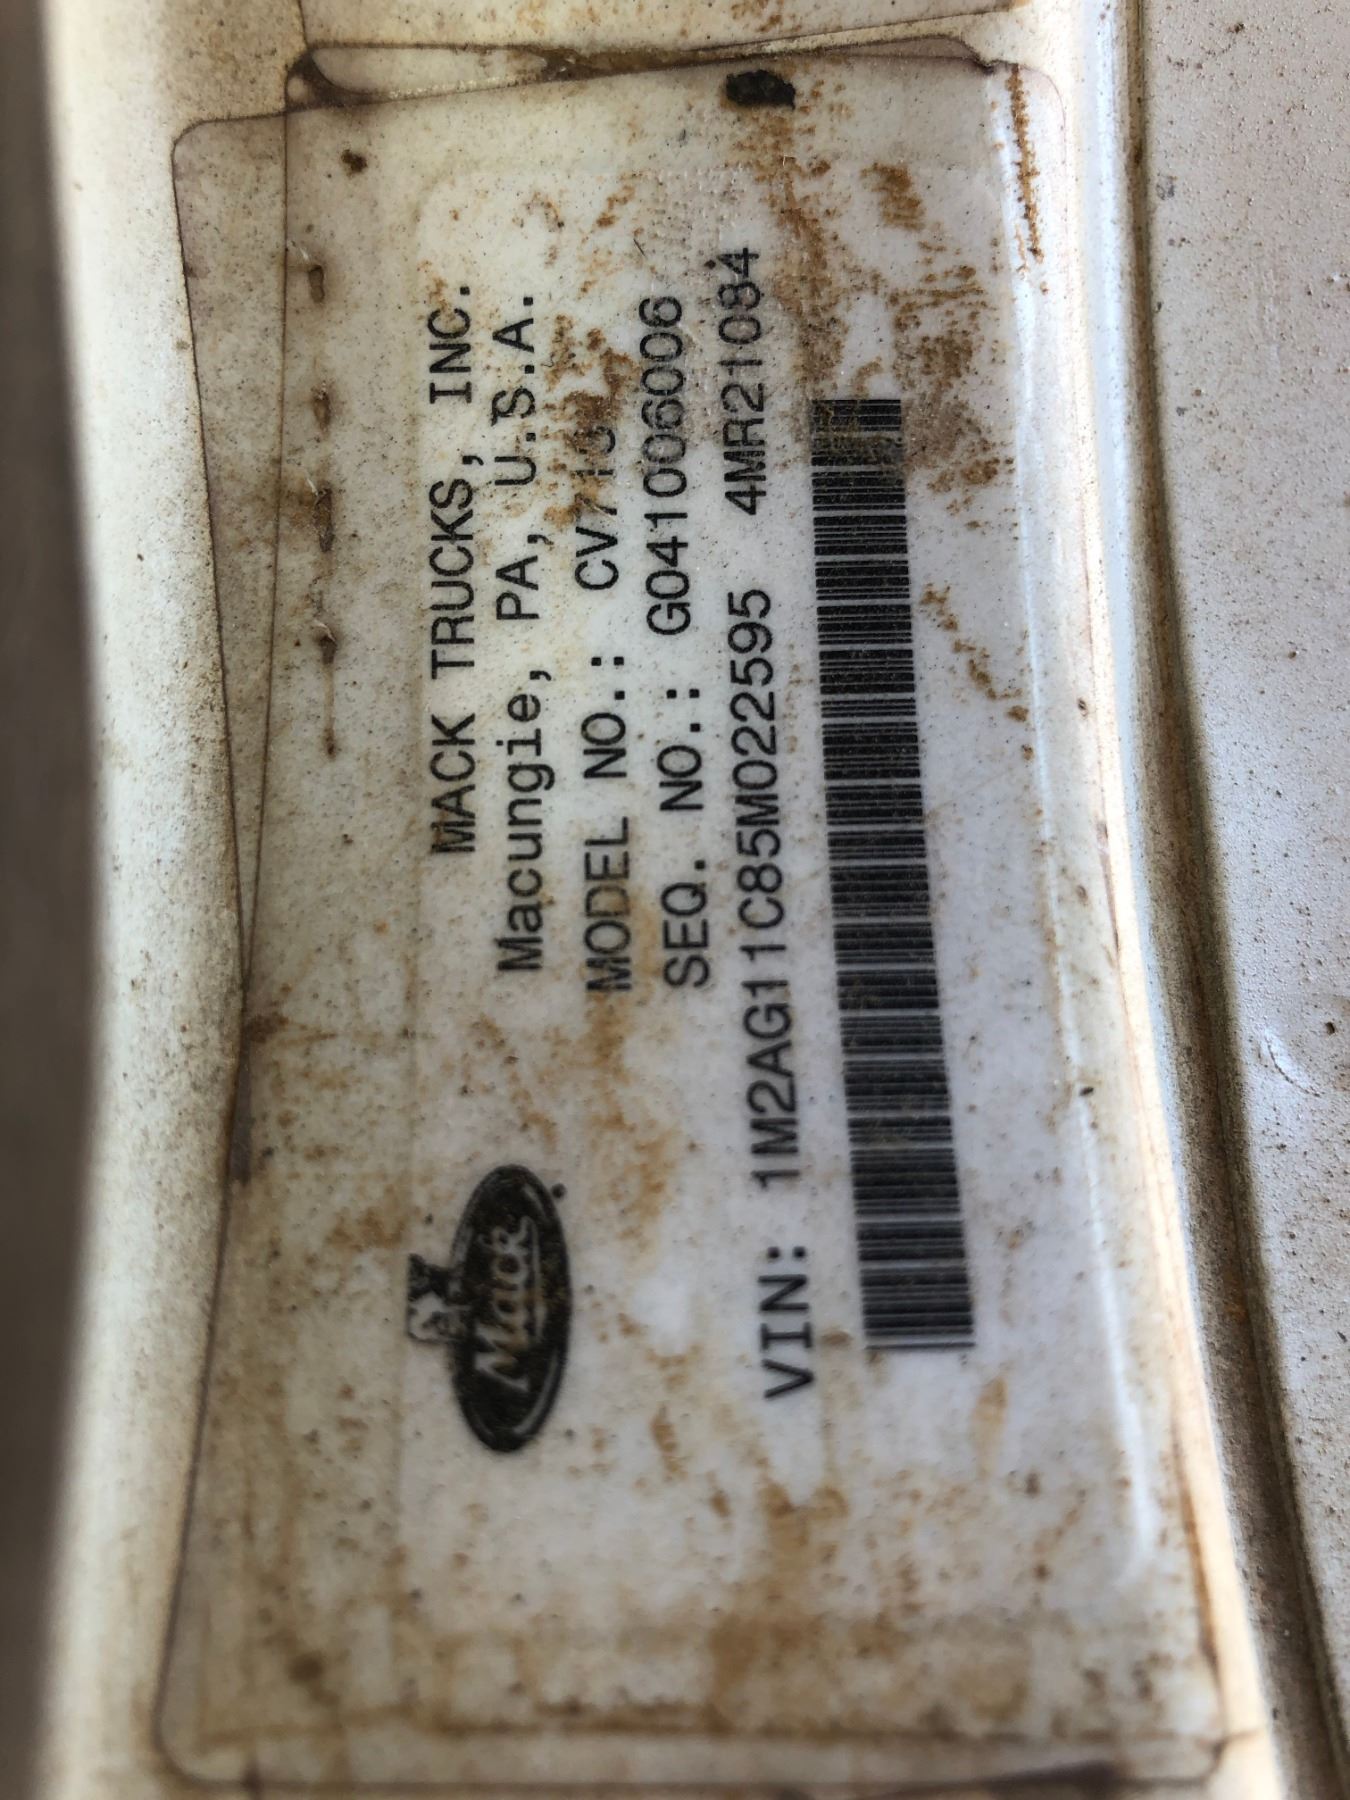 MACK TRUCKS, INC.
Macungie, PA, U.S.A.
MODEL NO.: CV713
SEQ. NO.: G041006006
Mack
VIN: 1M2AG11C85M022595 4MR21084